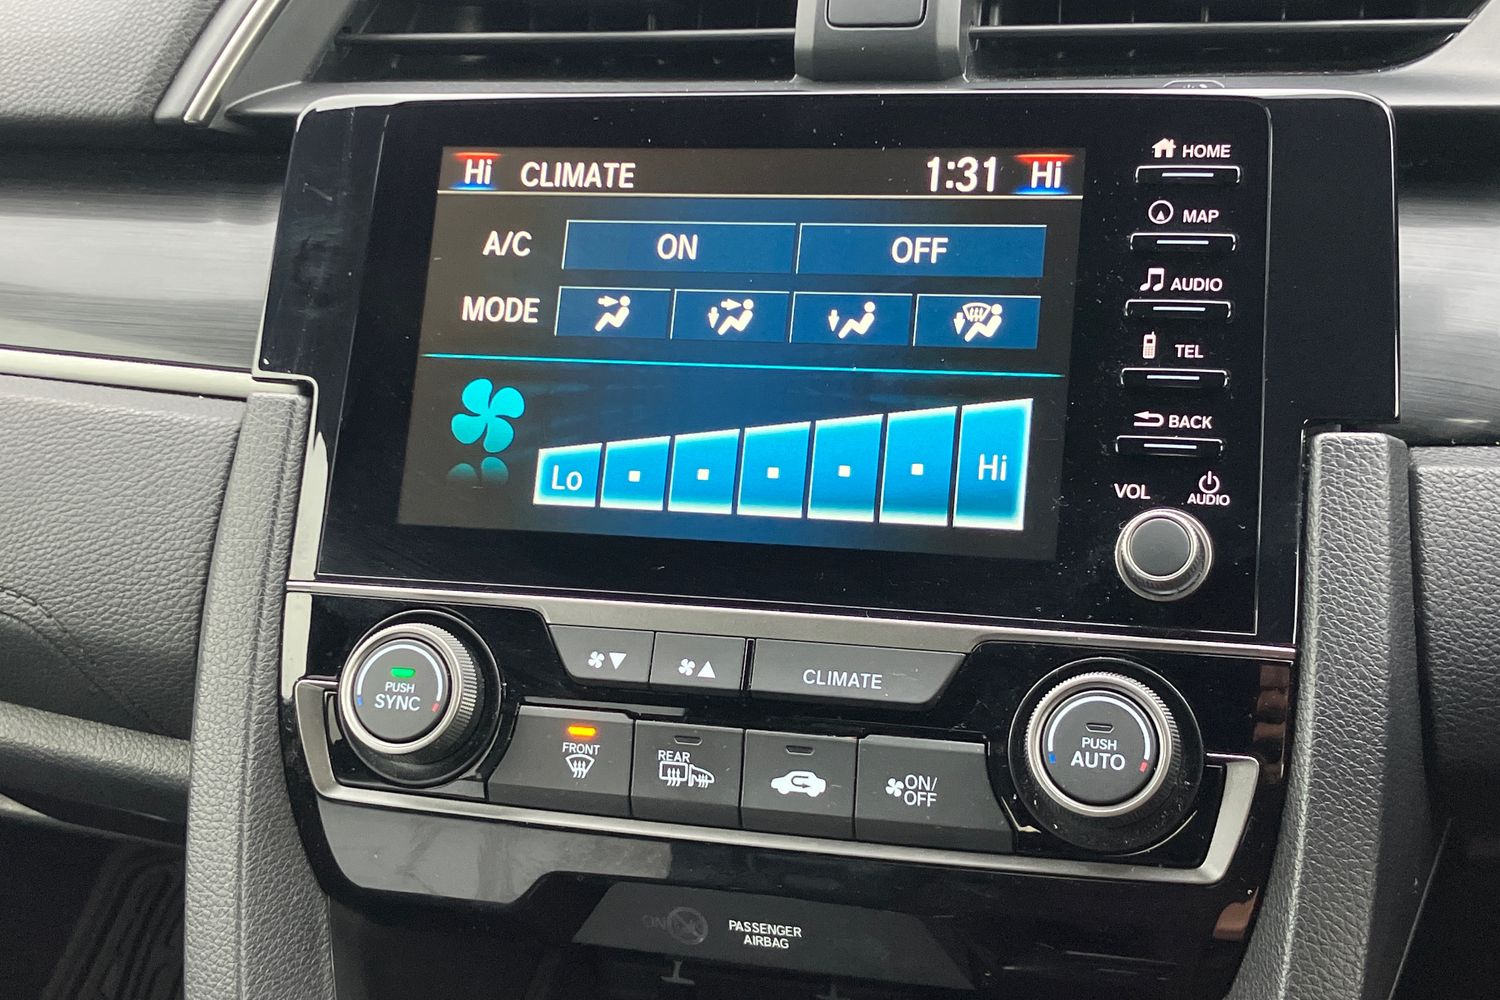 Hi CLIMATE 1:31 Hi
A/C ON OFF
MODE
Lo Hi
HOME
MAP
AUDIO
TEL
BACK
VOL AUDIO
PUSH
SYNC
CLIMATE
FRONT
REAR
ON/
OFF
PUSH
AUTO
ON
PASSENGER
AIRBAG